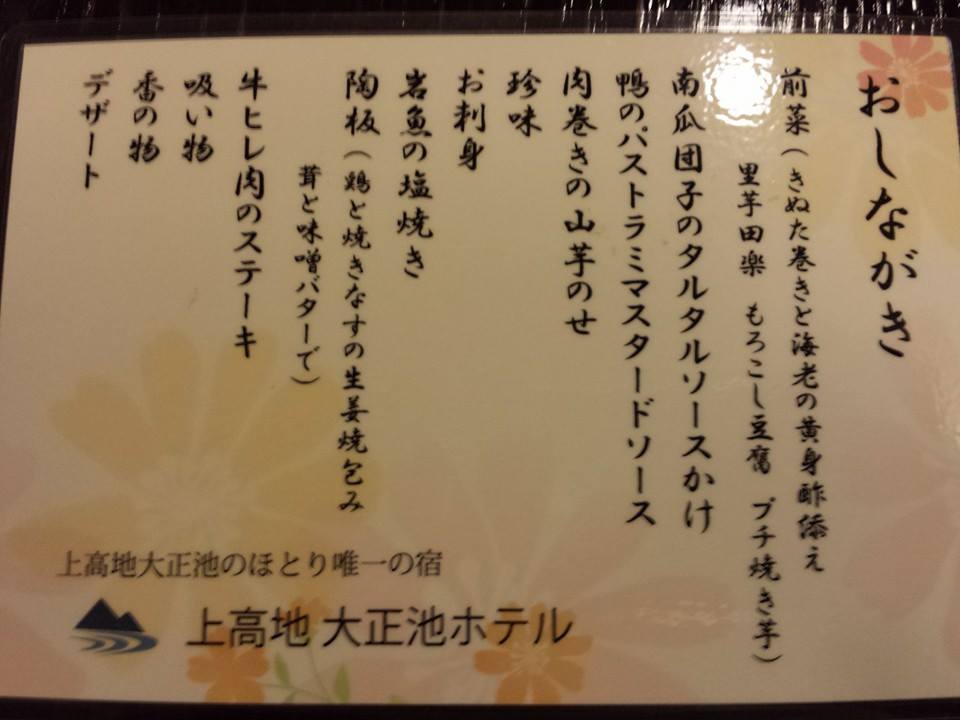 おしながき
前菜(きぬた巻きと海老の黄身酢添え
里芋田楽 もろこし豆腐 プチ焼き芋)
南瓜団子のタルタルソースかけ
鴨のパストラミマスタードソース
肉巻きの山芋のせ
珍味
お刺身
岩魚の塩焼き
陶板(鶏と焼きなすの生姜焼包み
茸と味噌バターで)
牛ヒレ肉のステーキ
吸い物
香の物
デザート
上高地大正池のほとり唯一の宿
上高地 大正池ホテル